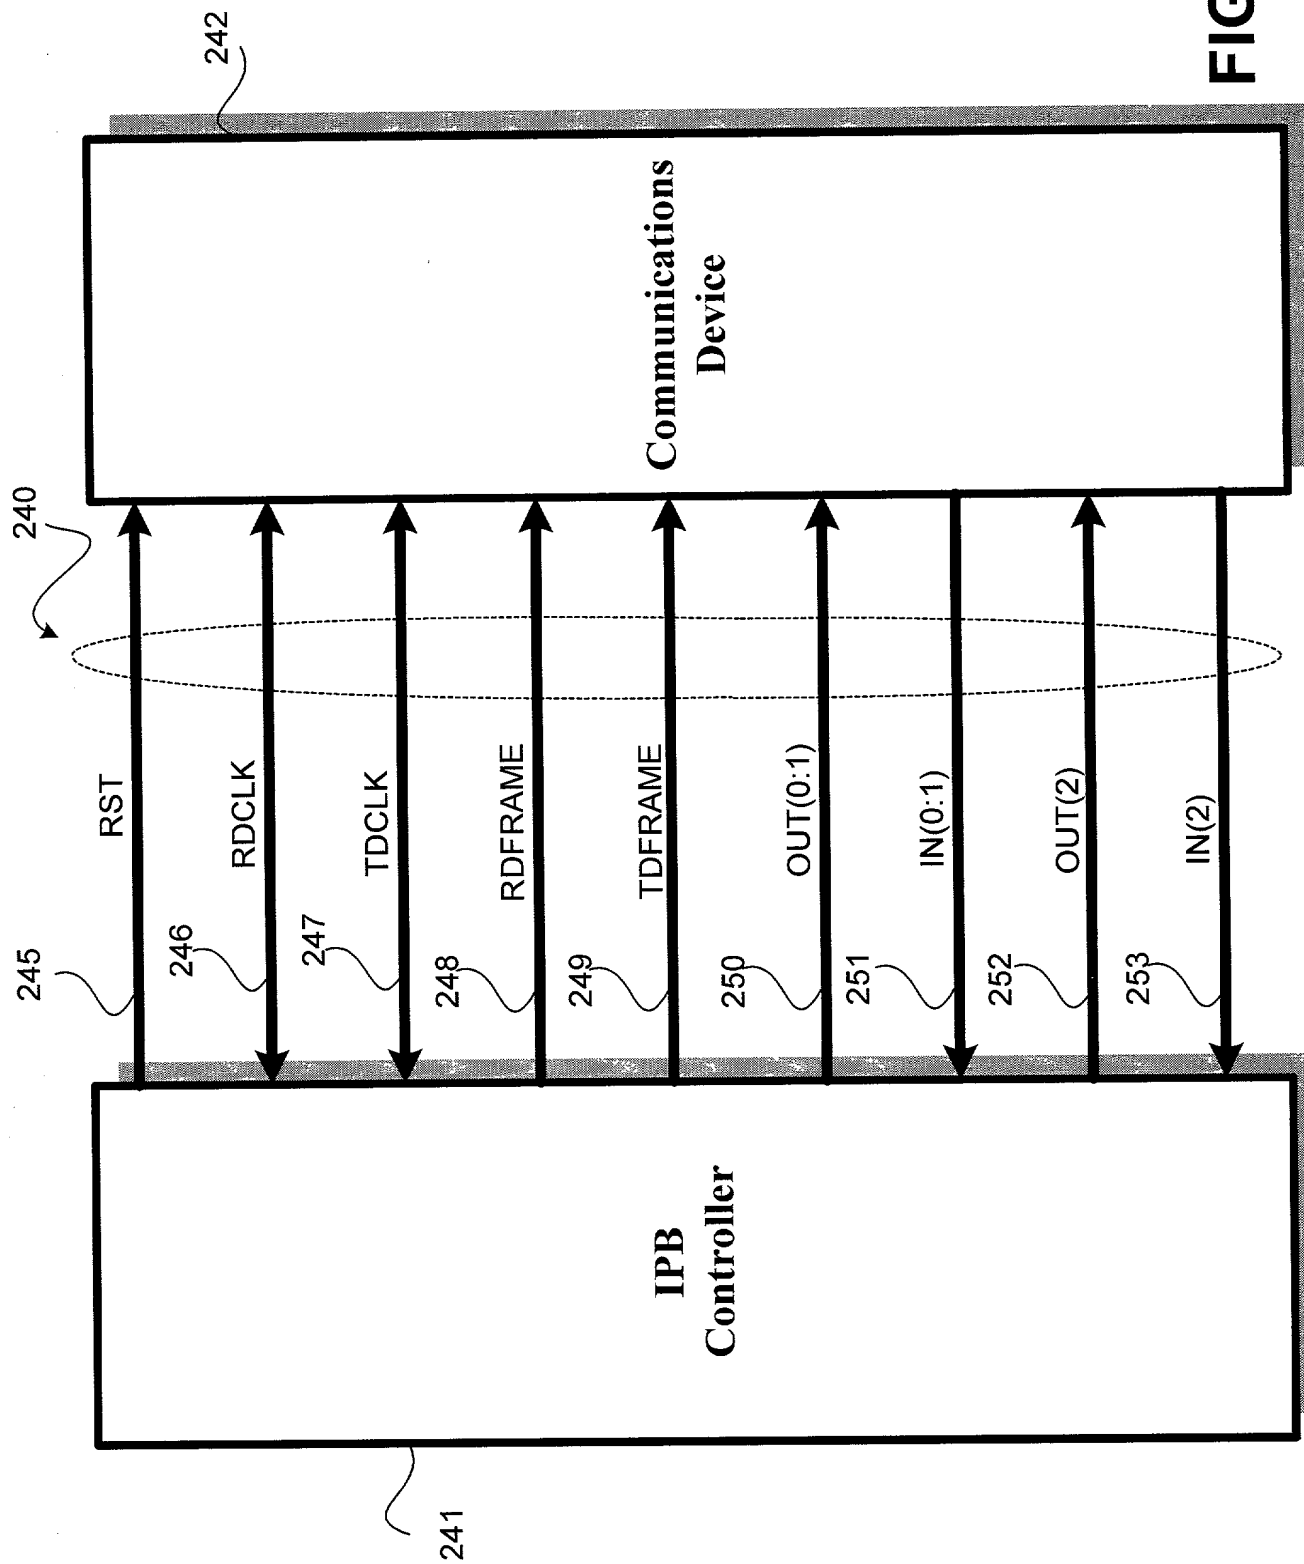 240
242
241
IPB
Controller
Communications
Device
245
RST
246
RDCLK
247
TDCLK
248
RDFRAME
249
TDFRAME
250
OUT(0:1)
251
IN(0:1)
252
OUT(2)
253
IN(2)
FIG